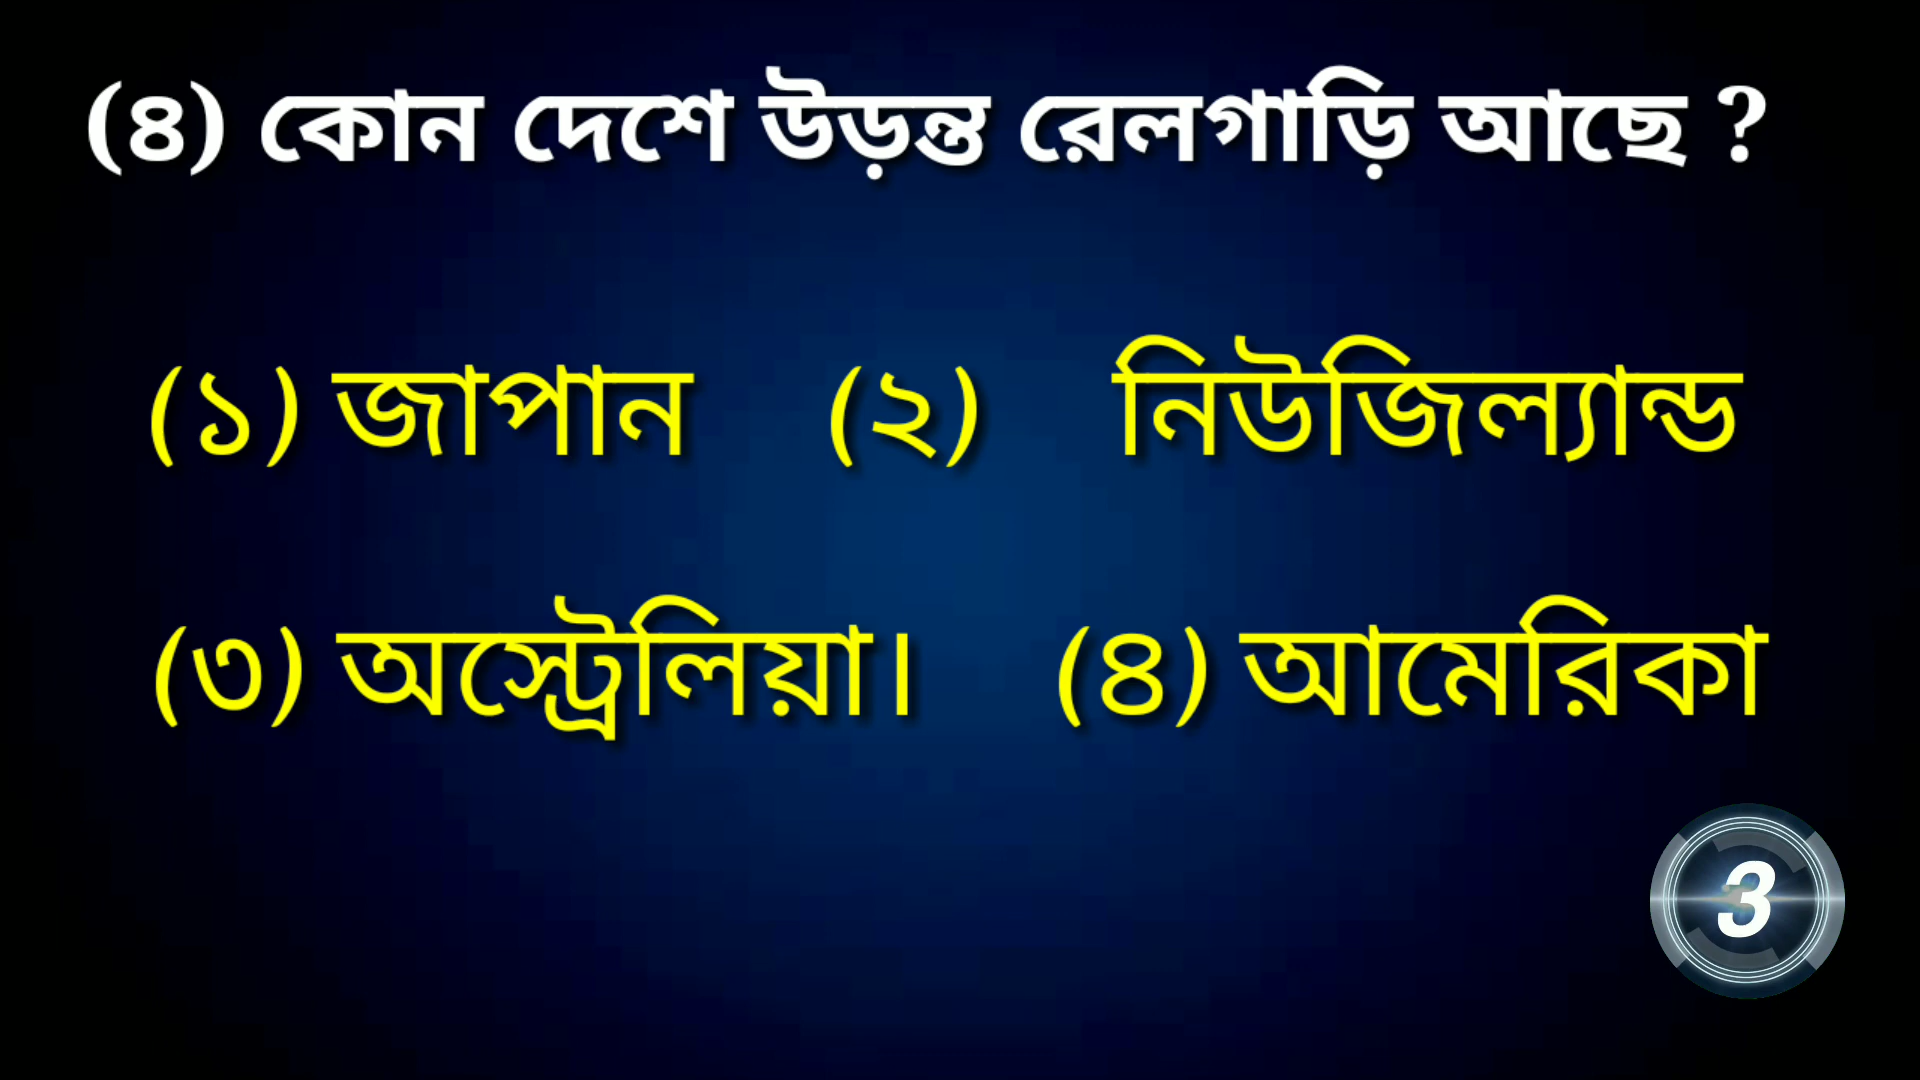 (৪) কোন দেশে উড়ন্ত রেলগাড়ি আছে ?
(১) জাপান (২) নিউজিল্যান্ড
(৩) অস্ট্রেলিয়া। (৪) আমেরিকা
3